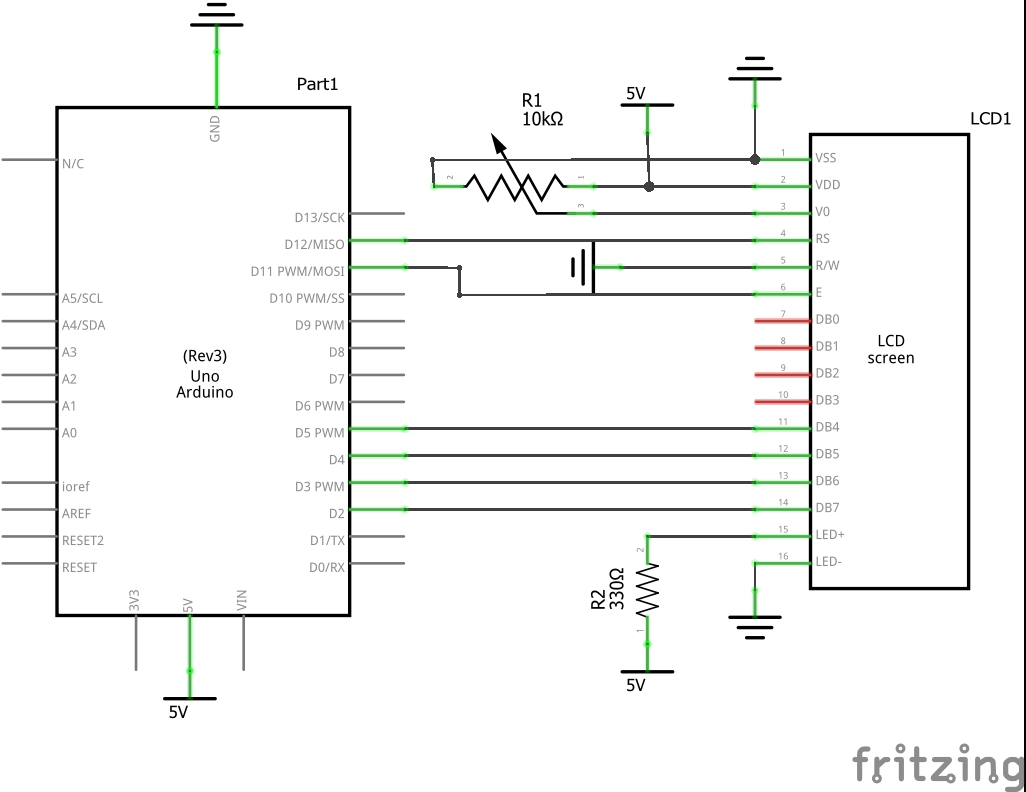 Part1
GND
N/C
D13/SCK
D12/MISO
D11 PWM/MOSI
A5/SCL
D10 PWM/SS
A4/SDA
D9 PWM
A3
D8
A2
D7
A1
D6 PWM
A0
D5 PWM
D4
ioref
D3 PWM
AREF
D2
RESET2
D1/TX
RESET
D0/RX
(Rev3)
Uno
Arduino
3V3
5V
VIN
5V
R1
10kΩ
2
1
3
5V
LCD1
1 VSS
2 VDD
3 V0
4 RS
5 R/W
6 E
7 DB0
8 DB1
9 DB2
10 DB3
11 DB4
12 DB5
13 DB6
14 DB7
15 LED+
16 LED-
LCD
screen
2
R2
330Ω
1
5V
fritzing